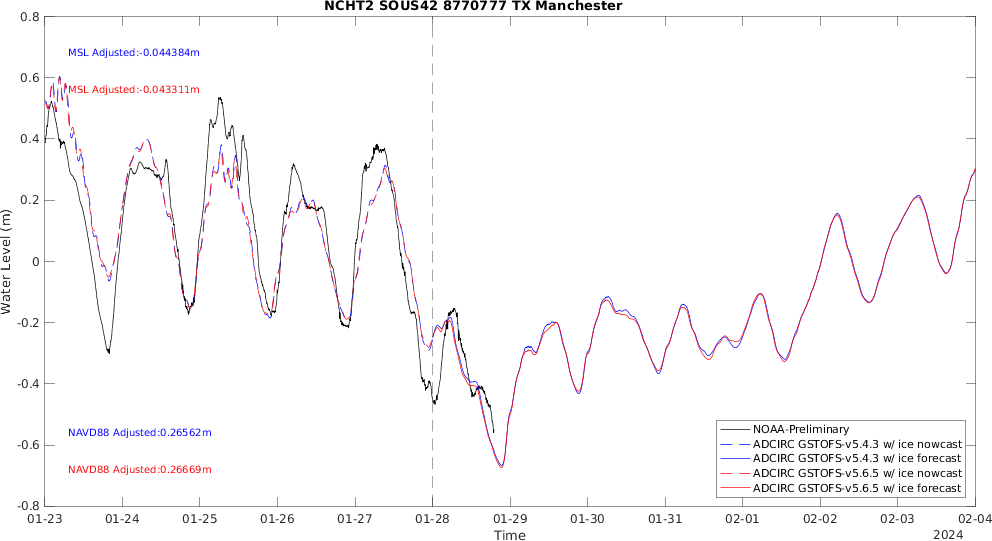 NCHT2 SOUS42 8770777 TX Manchester
MSL Adjusted:-0.044384m
MSL Adjusted:-0.043311m
NAVD88 Adjusted:0.26562m
NAVD88 Adjusted:0.26669m
Water Level (m)
0.8
0.6
0.4
0.2
0
-0.2
-0.4
-0.6
-0.8
NOAA-Preliminary
ADCIRC GSTOFS-v5.4.3 w/ ice nowcast
ADCIRC GSTOFS-v5.4.3 w/ ice forecast
ADCIRC GSTOFS-v5.6.5 w/ ice nowcast
ADCIRC GSTOFS-v5.6.5 w/ ice forecast
01-23 01-24 01-25 01-26 01-27 01-28 01-29 01-30 01-31 02-01 02-02 02-03 02-04
Time
2024